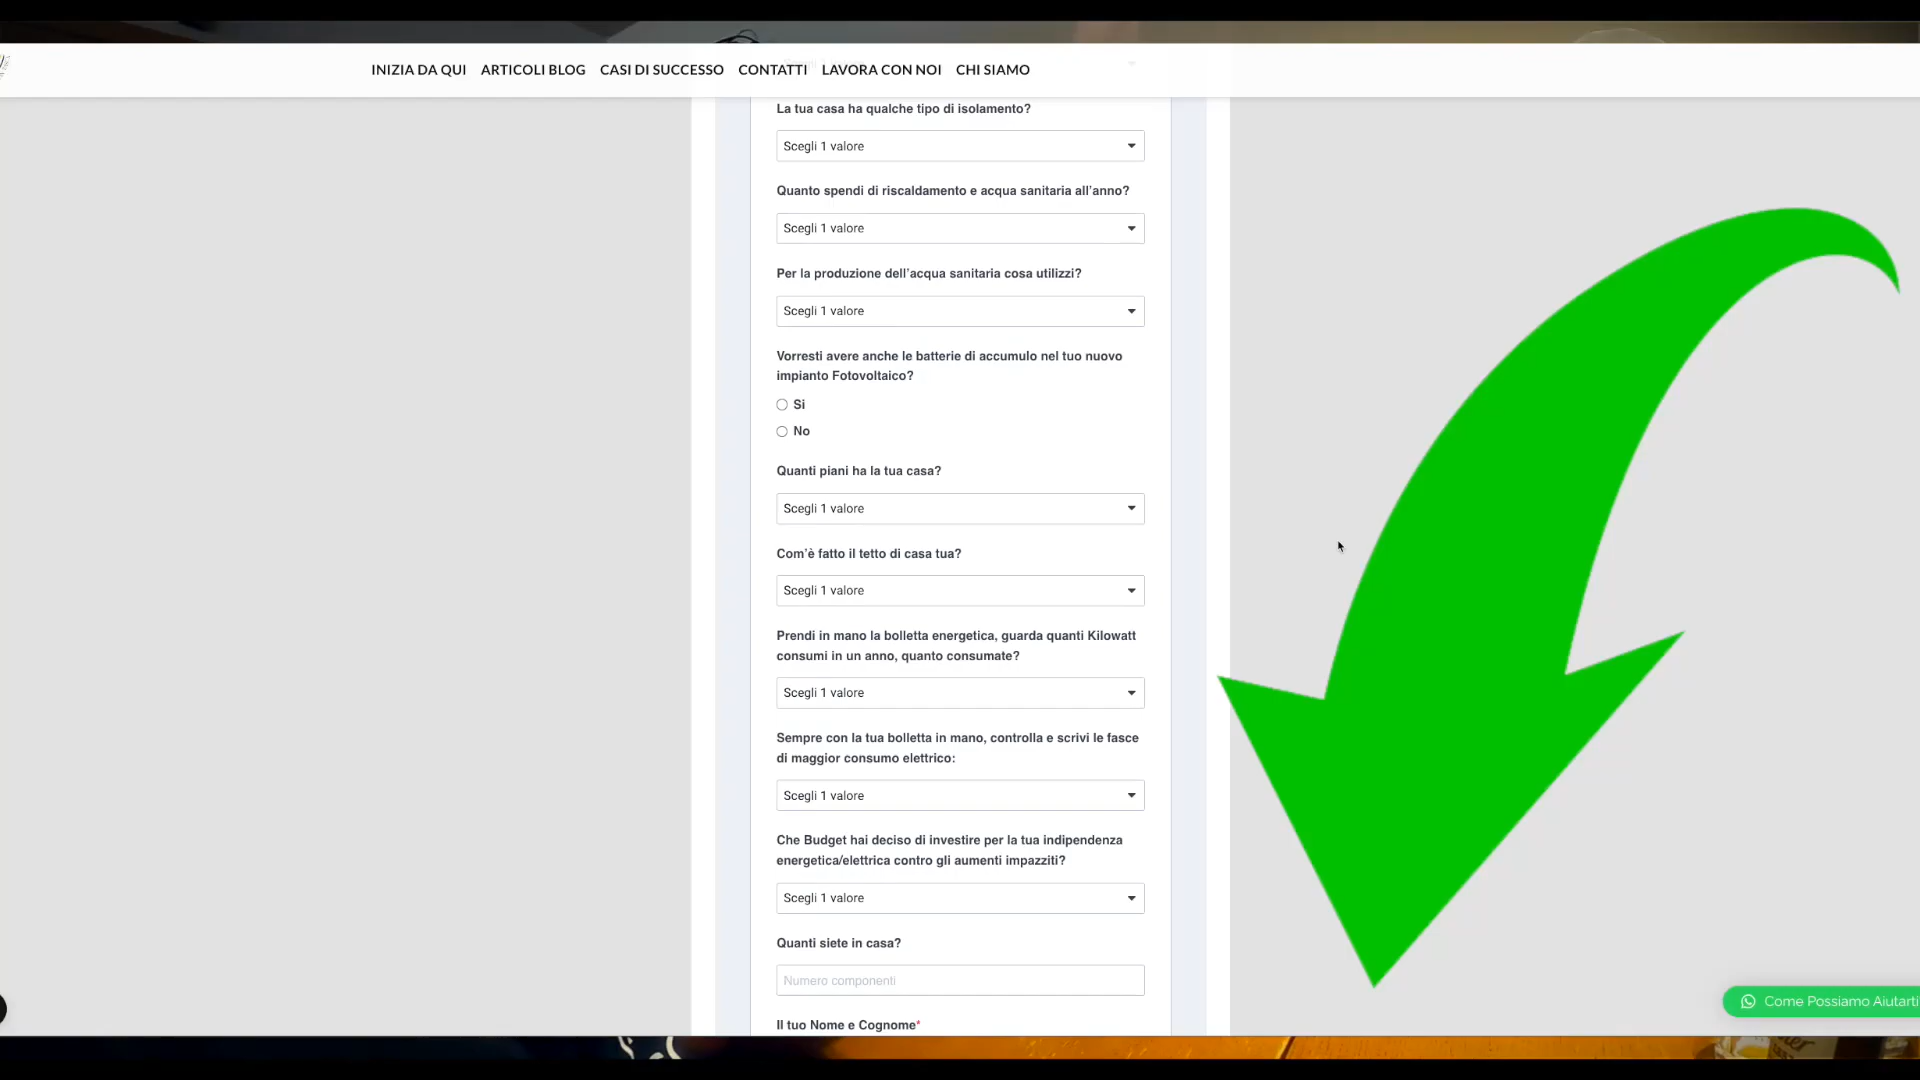 INIZIA DA QUI ARTICOLI BLOG CASI DI SUCCESSO CONTATTI LAVORA CON NOI CHI SIAMO
La tua casa ha qualche tipo di isolamento?
Scegli 1 valore
Quanto spendi di riscaldamento e acqua sanitaria all'anno?
Scegli 1 valore
Per la produzione dell'acqua sanitaria cosa utilizzi?
Scegli 1 valore
Vorresti avere anche le batterie di accumulo nel tuo nuovo
impianto Fotovoltaico?
Si
No
Quanti piani ha la tua casa?
Scegli 1 valore
Com'è fatto il tetto di casa tua?
Scegli 1 valore
Prendi in mano la bolletta energetica, guarda quanti Kilowatt
consumi in un anno, quanto consumate?
Scegli 1 valore
Sempre con la tua bolletta in mano, controlla e scrivi le fasce
di maggior consumo elettrico:
Scegli 1 valore
Che Budget hai deciso di investire per la tua indipendenza
energetica/elettrica contro gli aumenti impazziti?
Scegli 1 valore
Quanti siete in casa?
Numero componenti
Il tuo Nome e Cognome*
Come Possiamo Aiutarti